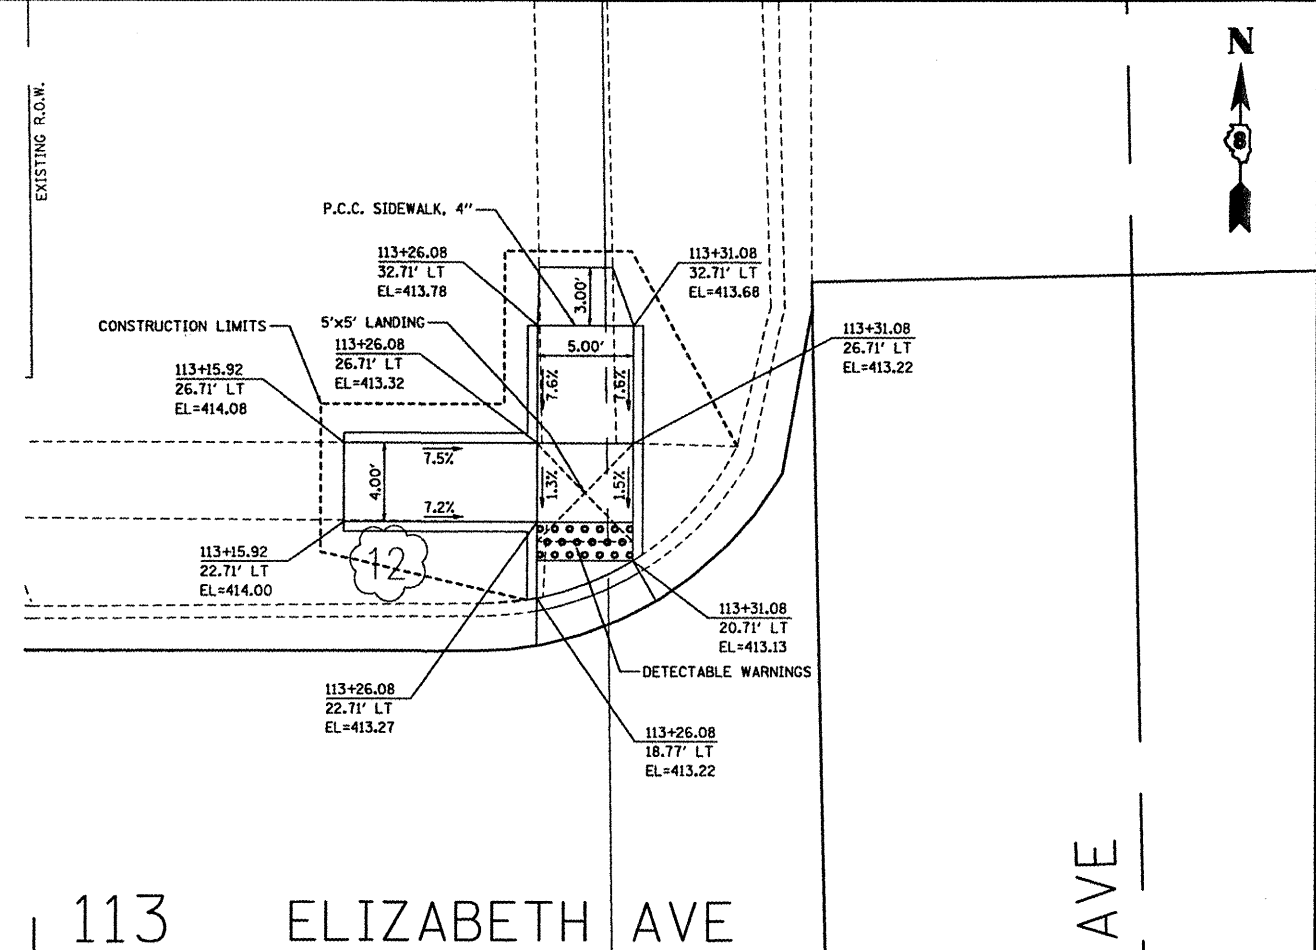 N
8
EXISTING R.O.W.
P.C.C. SIDEWALK, 4"
113+26.08
32.71' LT
EL=413.78
113+31.08
32.71' LT
EL=413.68
3.00'
CONSTRUCTION LIMITS
5'x5' LANDING
113+26.08
26.71' LT
EL=413.32
5.00'
113+31.08
26.71' LT
EL=413.22
113+15.92
26.71' LT
EL=414.08
7.6%
7.6%
7.5%
4.00'
1.3%
1.5%
7.2%
12
113+15.92
22.71' LT
EL=414.00
113+31.08
20.71' LT
EL=413.13
DETECTABLE WARNINGS
113+26.08
22.71' LT
EL=413.27
113+26.08
18.77' LT
EL=413.22
113
ELIZABETH AVE
AVE